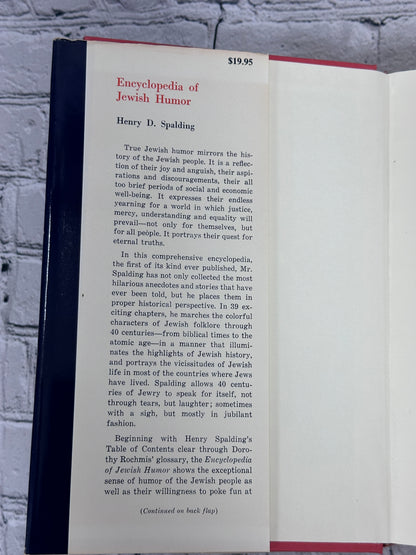 $19.95
Encyclopedia of
Jewish Humor
Henry D. Spalding
True Jewish humor mirrors the his-
tory of the Jewish people. It is a reflec-
tion of their joy and anguish, their aspi-
rations and discouragements, their all
too brief periods of social and economic
well-being. It expresses their endless
yearning for a world in which justice,
mercy, understanding and equality will
prevail—not only for themselves, but
for all people. It portrays their quest for
eternal truths.
In this comprehensive encyclopedia,
the first of its kind ever published, Mr.
Spalding has not only collected the most
hilarious anecdotes and stories that have
ever been told, but he places them in
proper historical perspective. In 39 ex-
citing chapters, he marches the colorful
characters of Jewish folklore through
40 centuries—from biblical times to the
atomic age—in a manner that illumi-
nates the highlights of Jewish history,
and portrays the vicissitudes of Jewish
life in most of the countries where Jews
have lived. Spalding allows 40 centu-
ries of Jewry to speak for itself, not
through tears, but laughter; sometimes
with a sigh, but mostly in jubilant
fashion.
Beginning with Henry Spalding's
Table of Contents clear through Doro-
thy Rochmis' glossary, the Encyclopedia
of Jewish Humor shows the exceptional
sense of humor of the Jewish people as
well as their willingness to poke fun at
(Continued on back flap)